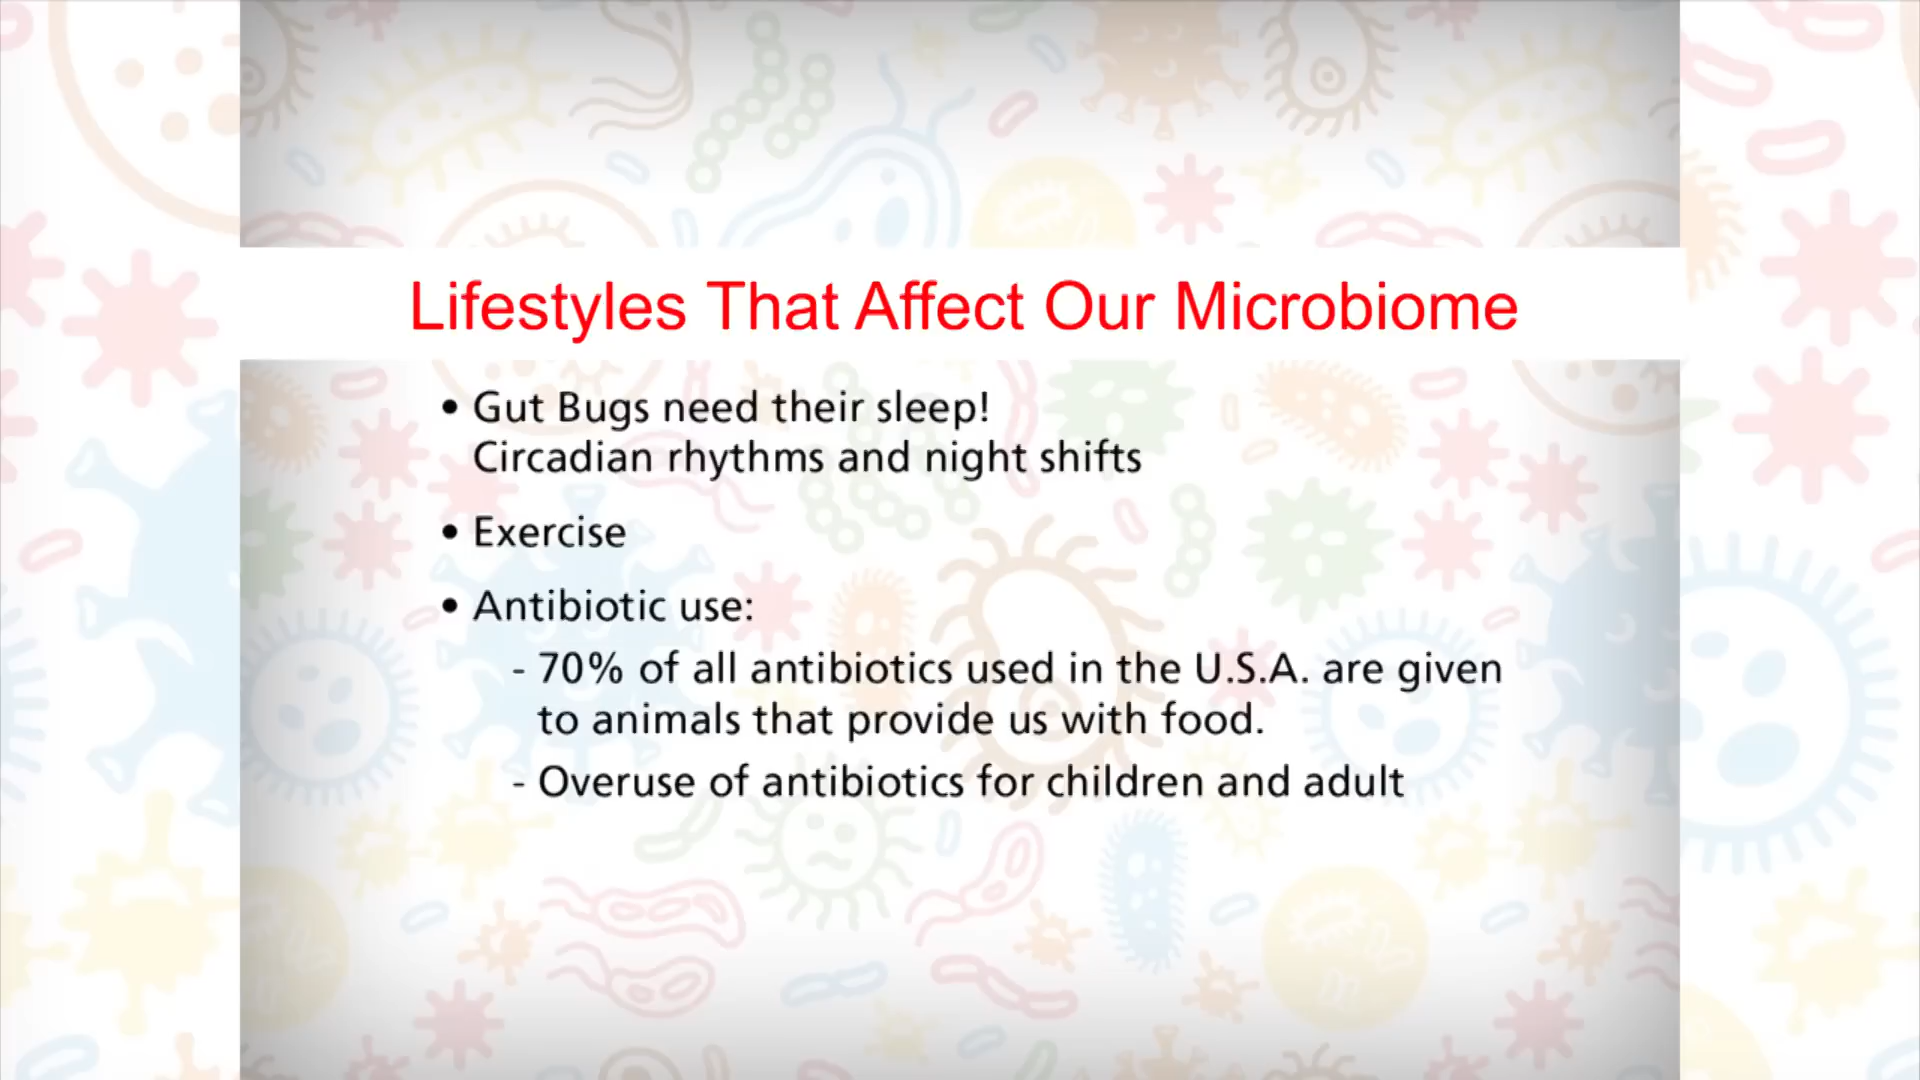 Lifestyles That Affect Our Microbiome
• Gut Bugs need their sleep!
Circadian rhythms and night shifts
• Exercise
• Antibiotic use:
- 70% of all antibiotics used in the U.S.A. are given
to animals that provide us with food.
- Overuse of antibiotics for children and adult